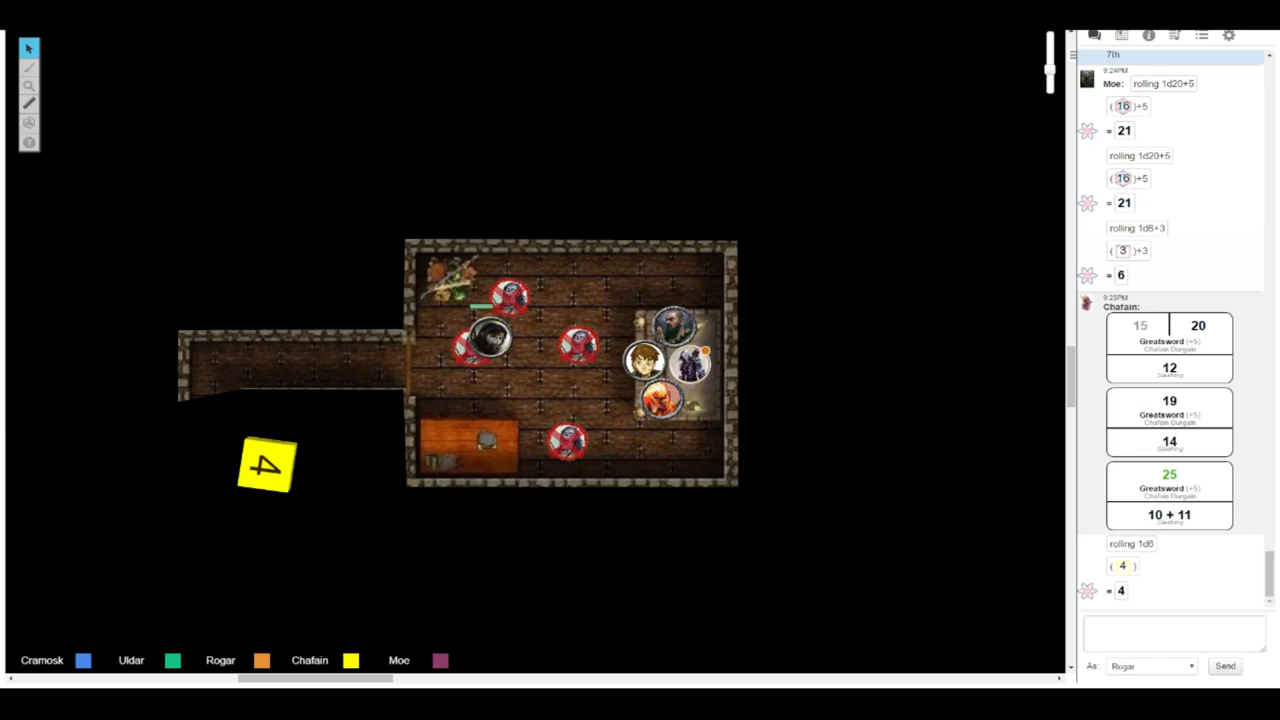 7th
9:24PM
Moe: rolling 1d20+5
(16)+5
= 21
rolling 1d20+5
(16)+5
= 21
rolling 1d6+3
(3)+3
= 6
9:25PM
Chafain:
15 20
Greatsword (+5)
Chafain Durgain
12
Slashing
19
Greatsword (+5)
Chafain Durgain
14
Slashing
25
Greatsword (+5)
Chafain Durgain
10 + 11
Slashing
rolling 1d6
(4)
= 4
4
Cramosk Uldar Rogar Chafain Moe
As: Rogar Send